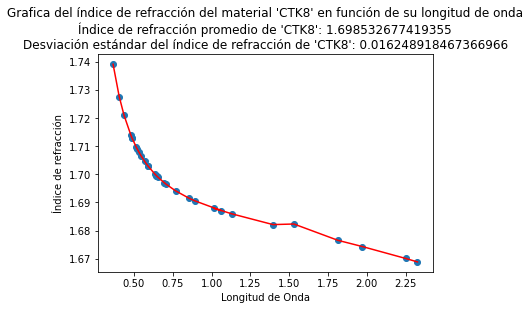 Grafica del índice de refracción del material 'CTK8' en función de su longitud de onda
Índice de refracción promedio de 'CTK8': 1.698532677419355
Desviación estándar del índice de refracción de 'CTK8': 0.016248918467366966
1.74
1.73
1.72
1.71
1.70
1.69
1.68
1.67
Índice de refracción
0.50 0.75 1.00 1.25 1.50 1.75 2.00 2.25
Longitud de Onda